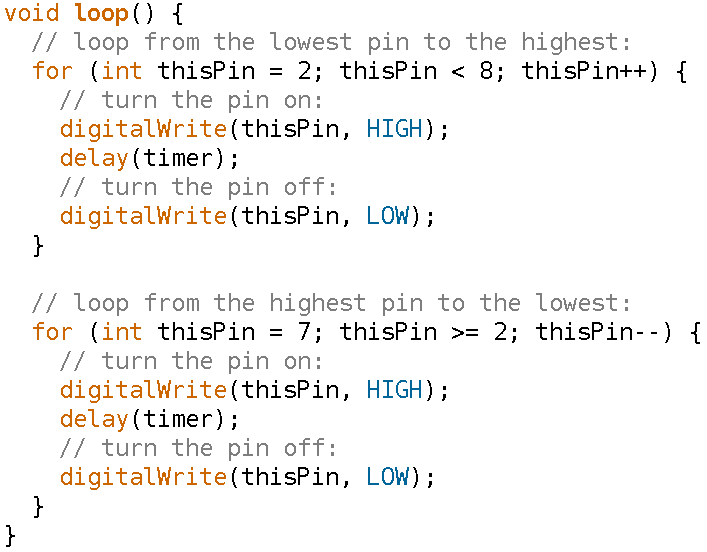 void loop() {
  // loop from the lowest pin to the highest:
  for (int thisPin = 2; thisPin < 8; thisPin++) {
    // turn the pin on:
    digitalWrite(thisPin, HIGH);
    delay(timer);
    // turn the pin off:
    digitalWrite(thisPin, LOW);
  }

  // loop from the highest pin to the lowest:
  for (int thisPin = 7; thisPin >= 2; thisPin--) {
    // turn the pin on:
    digitalWrite(thisPin, HIGH);
    delay(timer);
    // turn the pin off:
    digitalWrite(thisPin, LOW);
  }
}